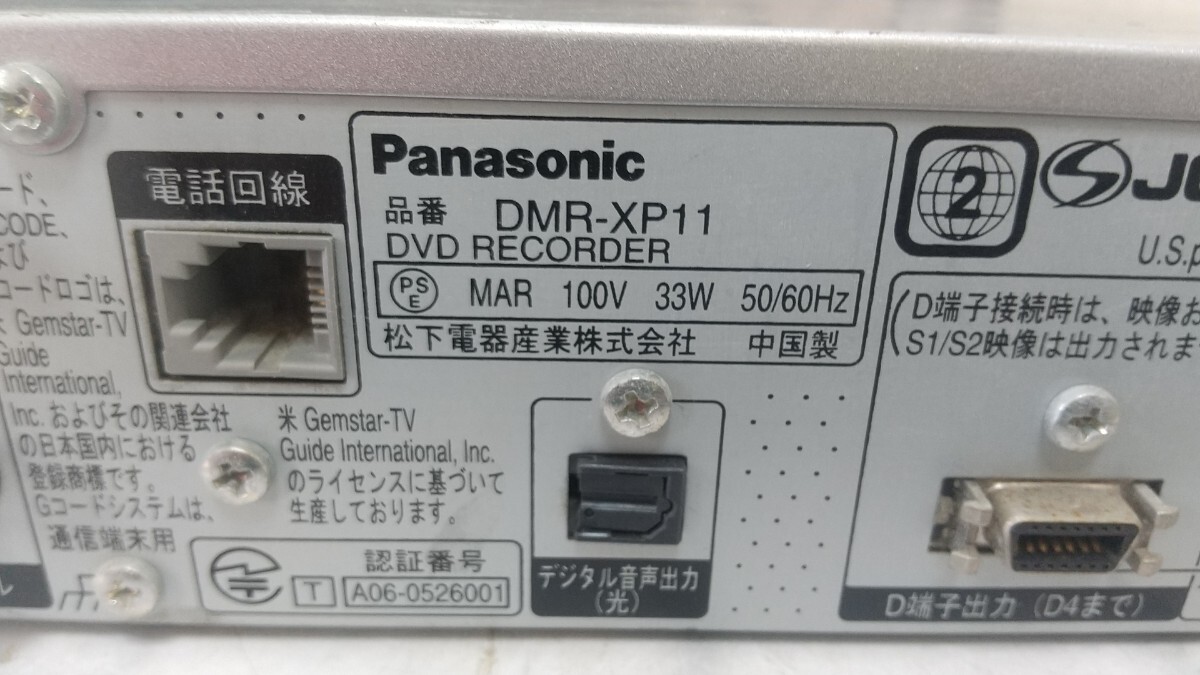 電話回線
Panasonic
品番 DMR-XP11
DVD RECORDER
PSE MAR 100V 33W 50/60Hz
松下電器産業株式会社 中国製
2
U.S.p
D端子接続時は、映像お
S1/S2映像は出力されま
ード、
CODE、
よび
コードロゴは、
米 Gemstar-TV
Guide
International,
Inc. およびその関連会社
の日本国内における
登録商標です。
Gコードシステムは、
米 Gemstar-TV
Guide International, Inc.
のライセンスに基づいて
生産しております。
通信端末用
認証番号
T A06-0526001
デジタル音声出力
(光)
D端子出力(D4まで)
ル